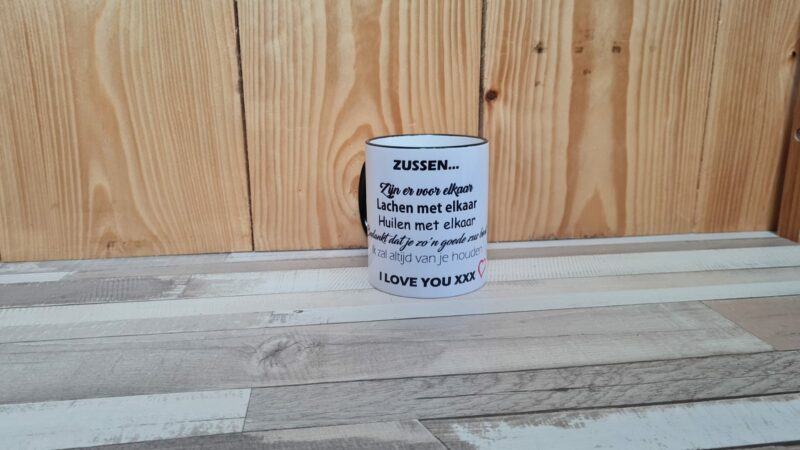 ZUSSEN...
Zijn er voor elkaar
Lachen met elkaar
Huilen met elkaar
dat je zo'n goede zus
zal altijd van je houden
I LOVE YOU XXX